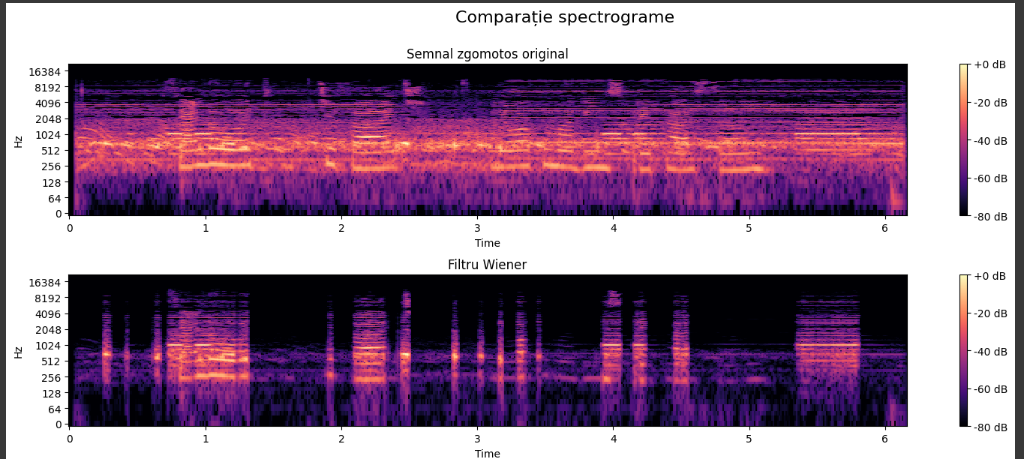 Comparație spectrograme
Semnal zgomotos original
16384
8192
4096
2048
1024
512
256
128
64
0
Hz
0 1 2 3 4 5 6
Time
+0 dB
-20 dB
-40 dB
-60 dB
-80 dB
Filtru Wiener
16384
8192
4096
2048
1024
512
256
128
64
0
Hz
0 1 2 3 4 5 6
Time
+0 dB
-20 dB
-40 dB
-60 dB
-80 dB